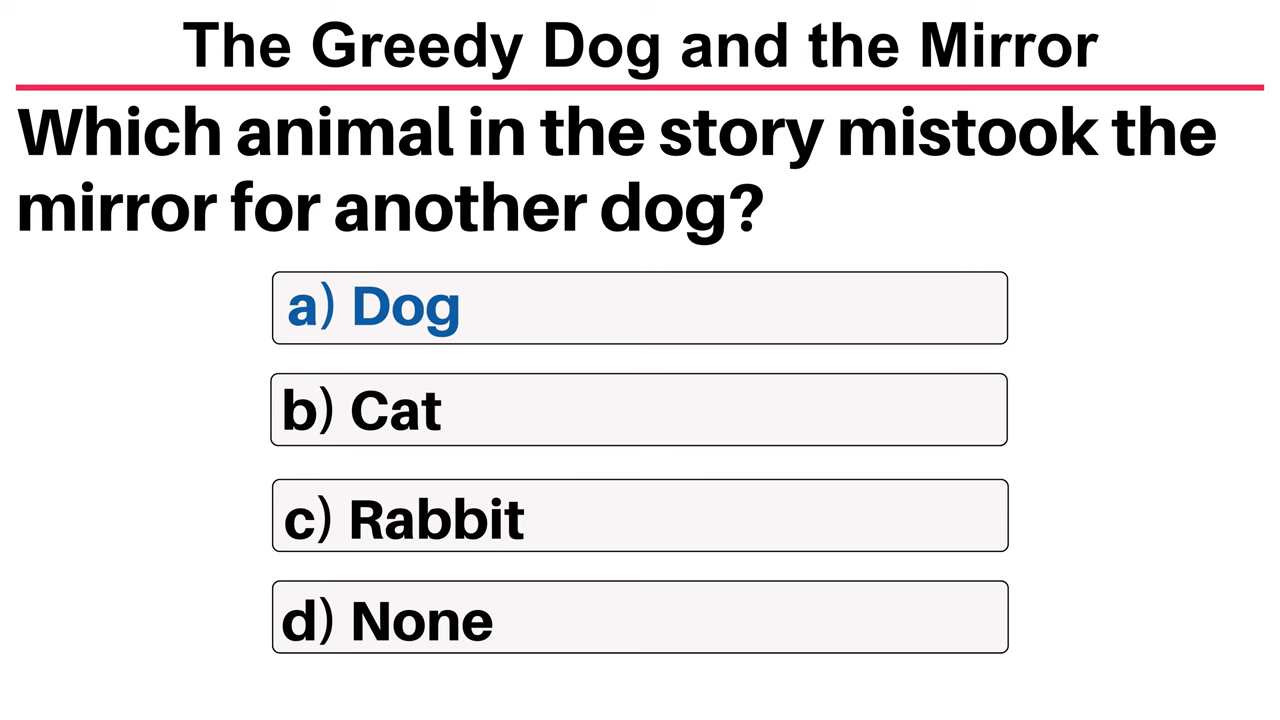 The Greedy Dog and the Mirror
Which animal in the story mistook the
mirror for another dog?
a) Dog
b) Cat
c) Rabbit
d) None